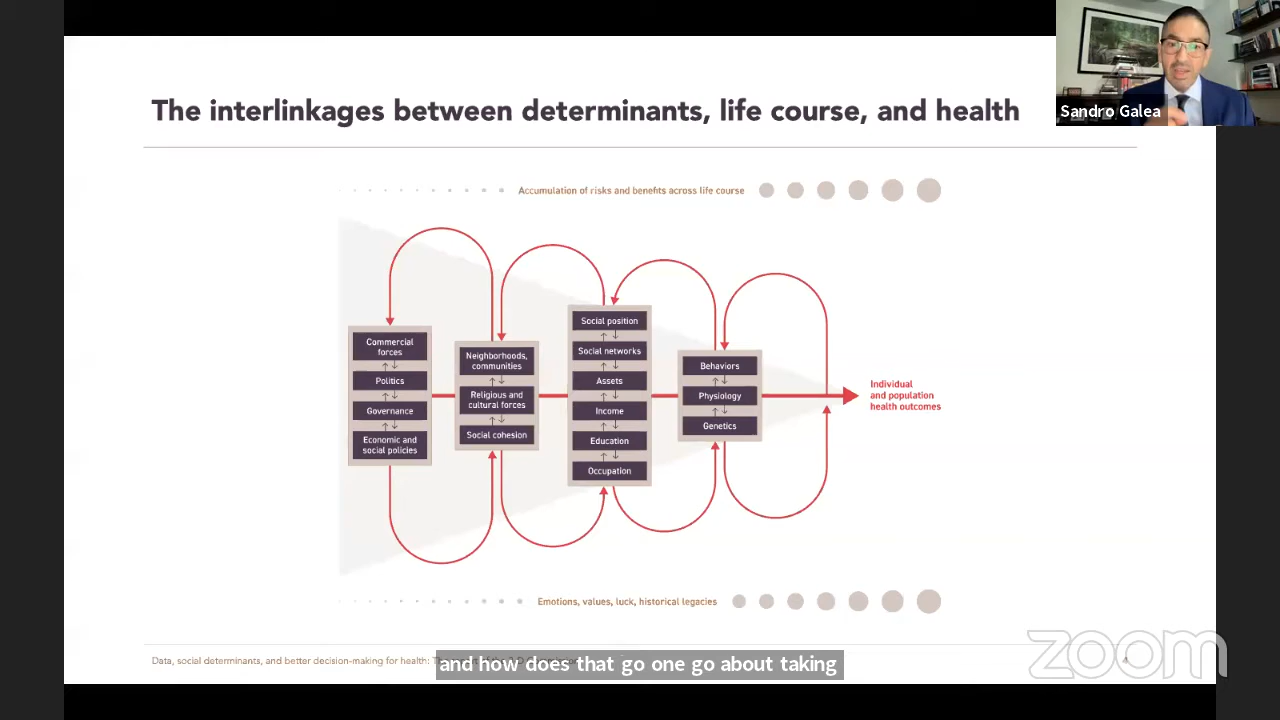 The interlinkages between determinants, life course, and health
Sandro Galea
Accumulation of risks and benefits across life course
Commercial
forces
Politics
Governance
Economic and
social policies
Neighborhoods,
communities
Religious and
cultural forces
Social cohesion
Social position
Social networks
Assets
Income
Education
Occupation
Behaviors
Physiology
Genetics
Individual
and population
health outcomes
Emotions, values, luck, historical legacies
Data, social determinants, and better decision-making for health:
and how does that go one go about taking
zoom